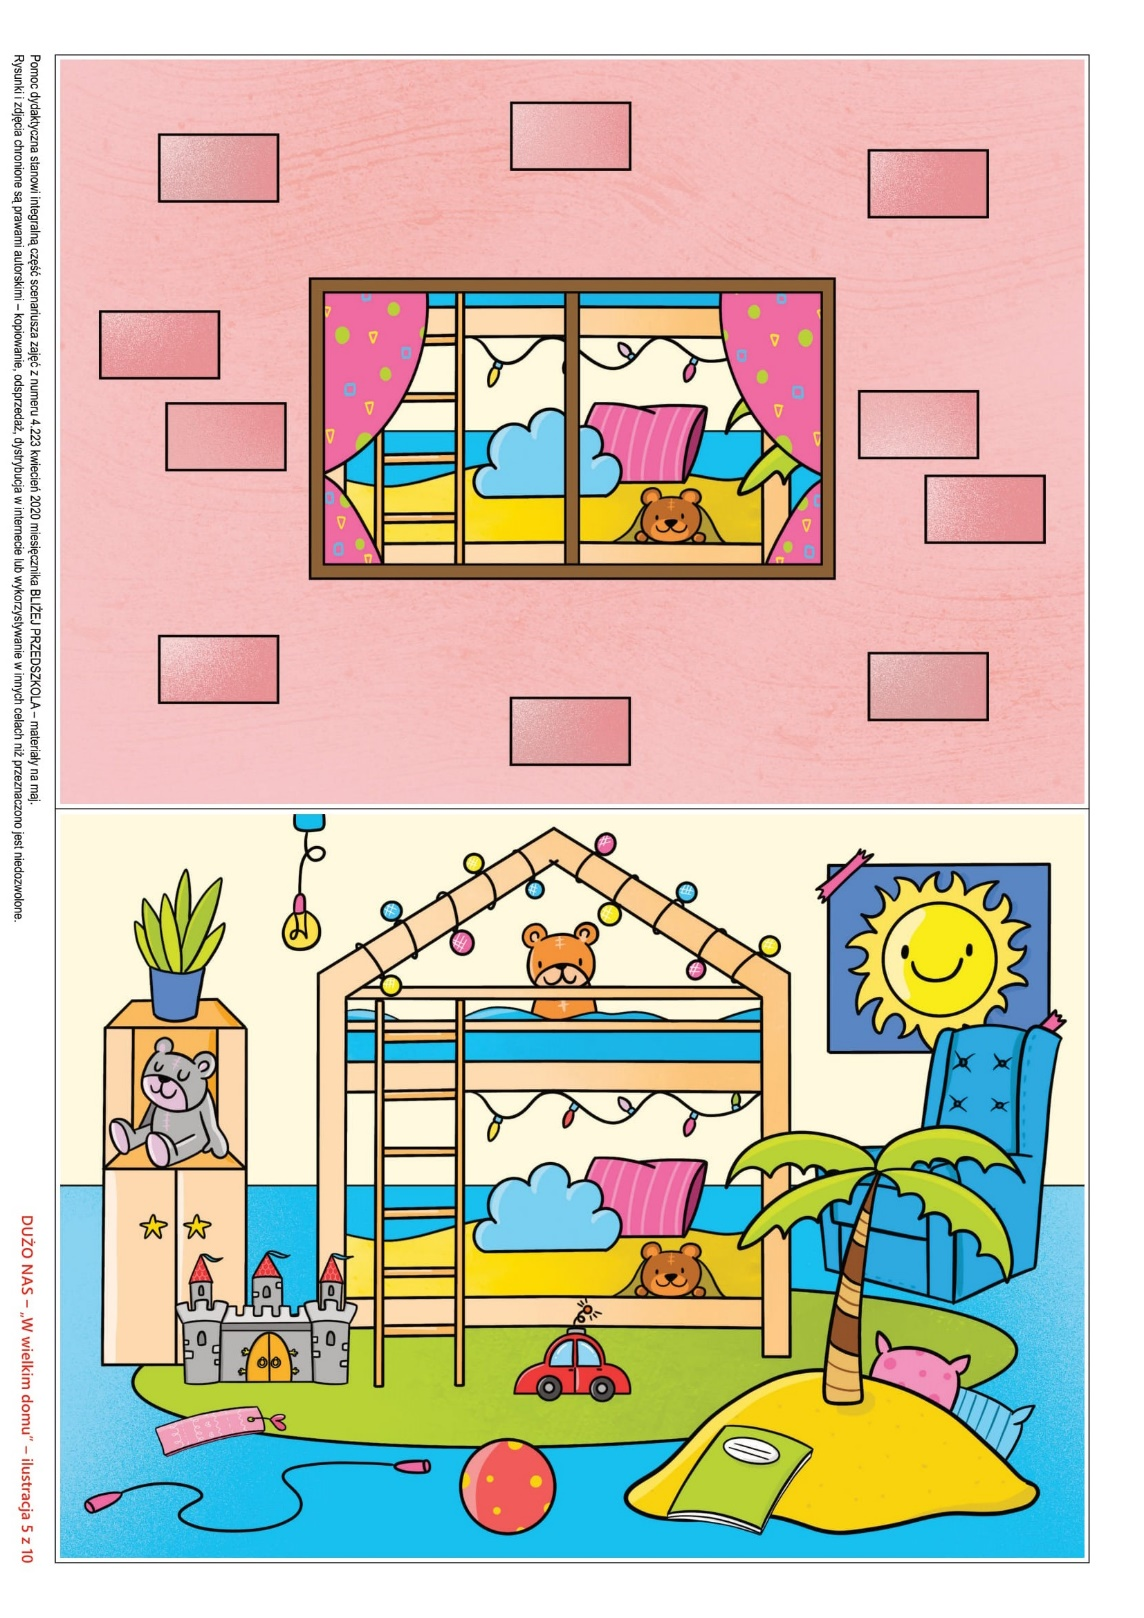 Pomoc dydaktyczna stanowi integralną część scenariusza zajęć z numeru 4.223 kwiecień 2020 miesięcznika BLIŻEJ PRZEDSZKOLA – materiały na maj.
Rysunki i zdjęcia chronione są prawami autorskimi – kopiowanie, odsprzedaż, dystrybucja w internecie lub wykorzystywanie w innych celach niż przeznaczono jest niedozwolone.
DUŻO NAS – „W wielkim domu” – ilustracja 5 z 10